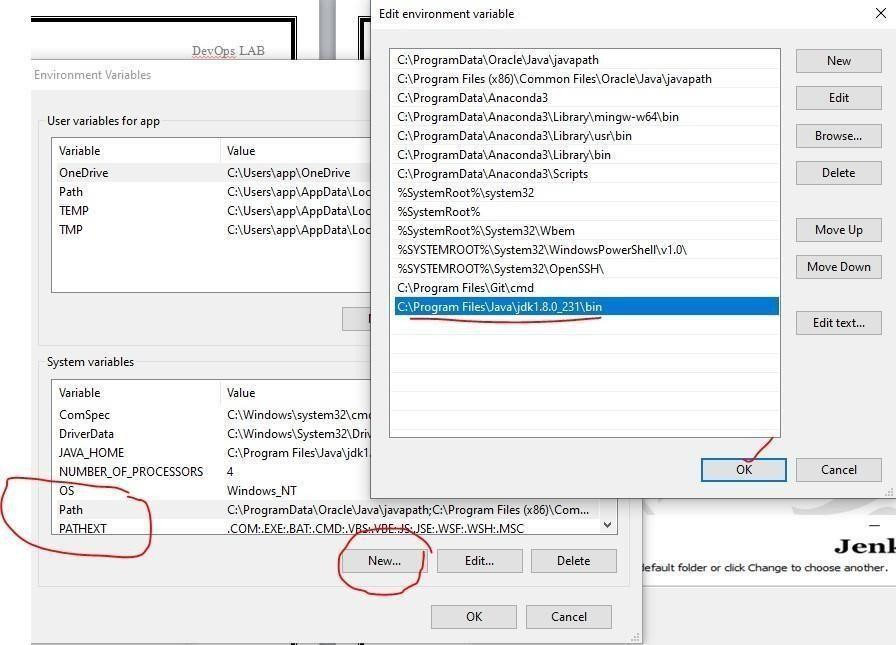 DevOps LAB
Environment Variables
User variables for app
Variable Value
OneDrive C:\Users\app\OneDrive
Path C:\Users\app\AppData\Loc
TEMP C:\Users\app\AppData\Loc
TMP C:\Users\app\AppData\Loc
System variables
Variable Value
ComSpec C:\Windows\system32\cmd
DriverData C:\Windows\System32\Driv
JAVA_HOME C:\Program Files\Java\jdk1.
NUMBER_OF_PROCESSORS 4
OS Windows_NT
Path C:\ProgramData\Oracle\Java\javapath;C:\Program Files (x86)\Com...
PATHEXT .COM;.EXE;.BAT;.CMD;.VBS;.VBE;.JS;.JSE;.WSF;.WSH;.MSC
New... Edit... Delete
OK Cancel
Edit environment variable
C:\ProgramData\Oracle\Java\javapath
C:\Program Files (x86)\Common Files\Oracle\Java\javapath
C:\ProgramData\Anaconda3
C:\ProgramData\Anaconda3\Library\mingw-w64\bin
C:\ProgramData\Anaconda3\Library\usr\bin
C:\ProgramData\Anaconda3\Library\bin
C:\ProgramData\Anaconda3\Scripts
%SystemRoot%\system32
%SystemRoot%
%SystemRoot%\System32\Wbem
%SYSTEMROOT%\System32\WindowsPowerShell\v1.0\
%SYSTEMROOT%\System32\OpenSSH\
C:\Program Files\Git\cmd
C:\Program Files\Java\jdk1.8.0_231\bin
New
Edit
Browse...
Delete
Move Up
Move Down
Edit text...
OK Cancel
Jenk
default folder or click Change to choose another.